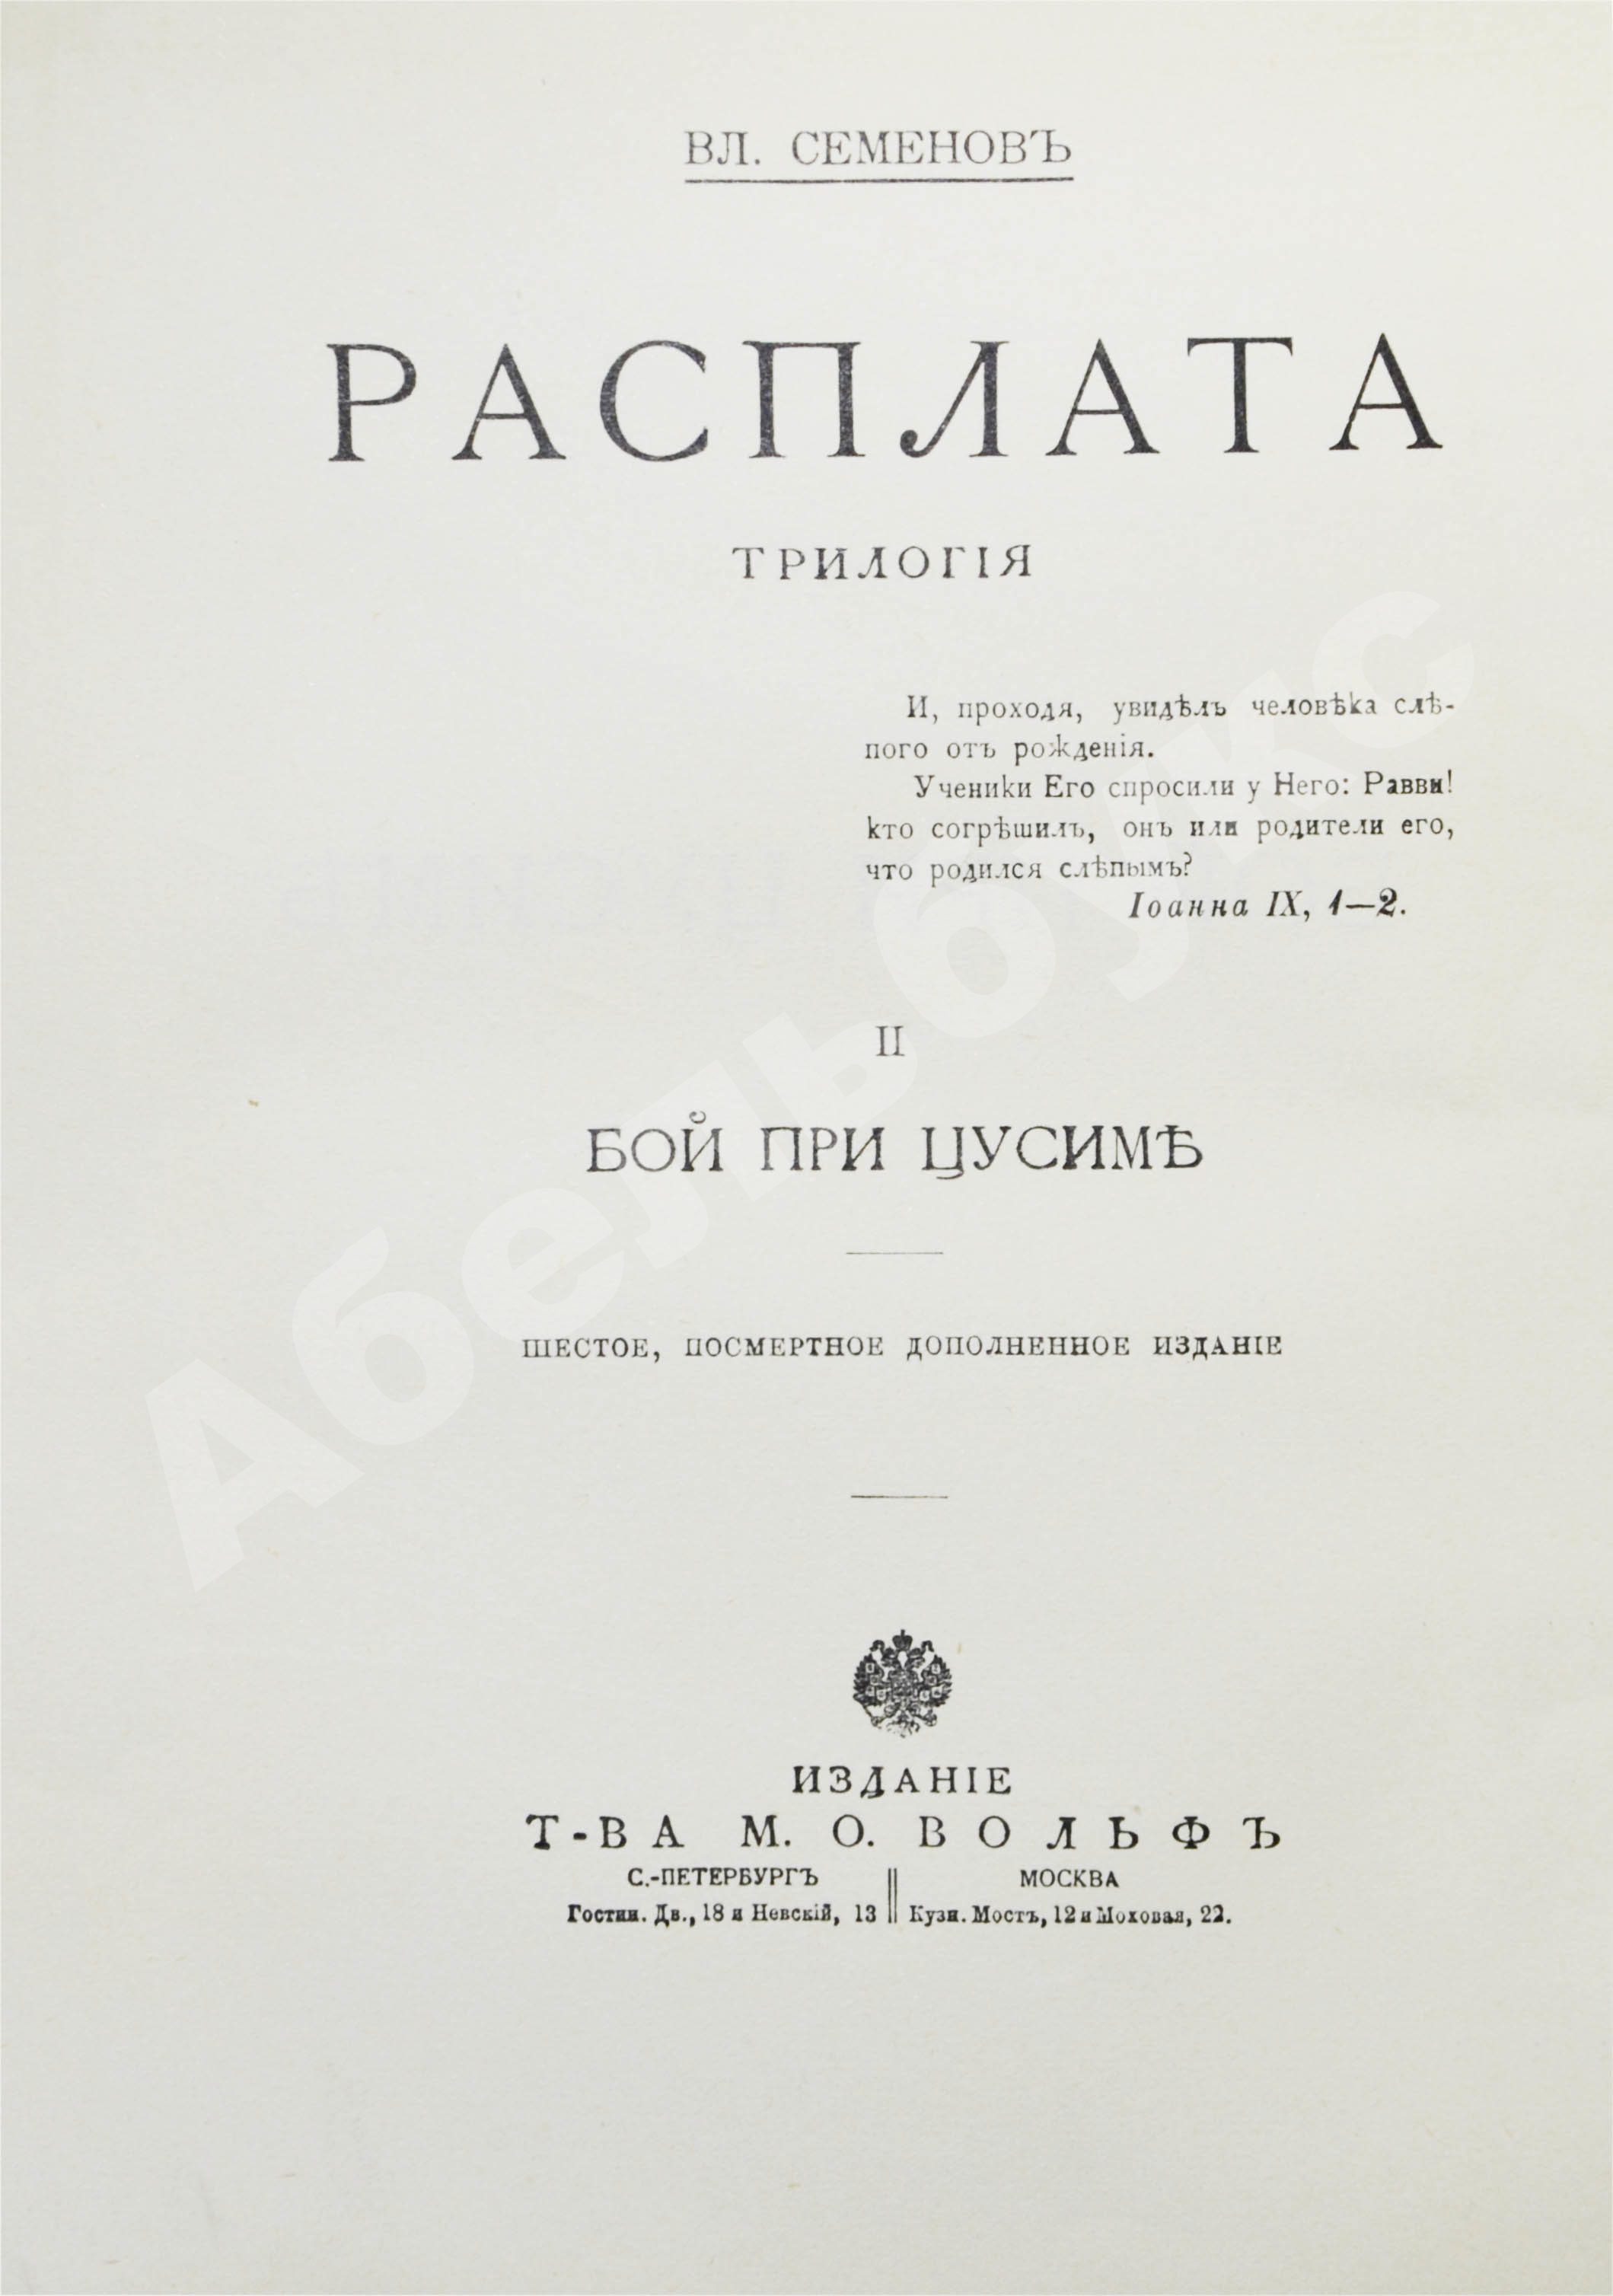 ВЛ. СЕМЕНОВЪ
РАСПЛАТА
ТРИЛОГІЯ
И, проходя, увидѣлъ человѣка слѣ-
пого отъ рожденія.
Ученики Его спросили у Него: Равви!
кто согрѣшилъ, онъ или родители его,
что родился слѣпымъ?
Іоанна IX, 1—2.
II
БОЙ ПРИ ЦУСИМѢ
ШЕСТОЕ, ПОСМЕРТНОЕ ДОПОЛНЕННОЕ ИЗДАНІЕ
ИЗДАНІЕ
Т-ВА М. О. ВОЛЬФЪ
С.-ПЕТЕРБУРГЪ МОСКВА
Гостин. Дв., 18 и Невскій, 13 Кузн. Мостъ, 12 и Моховая, 22.
Абельбукс